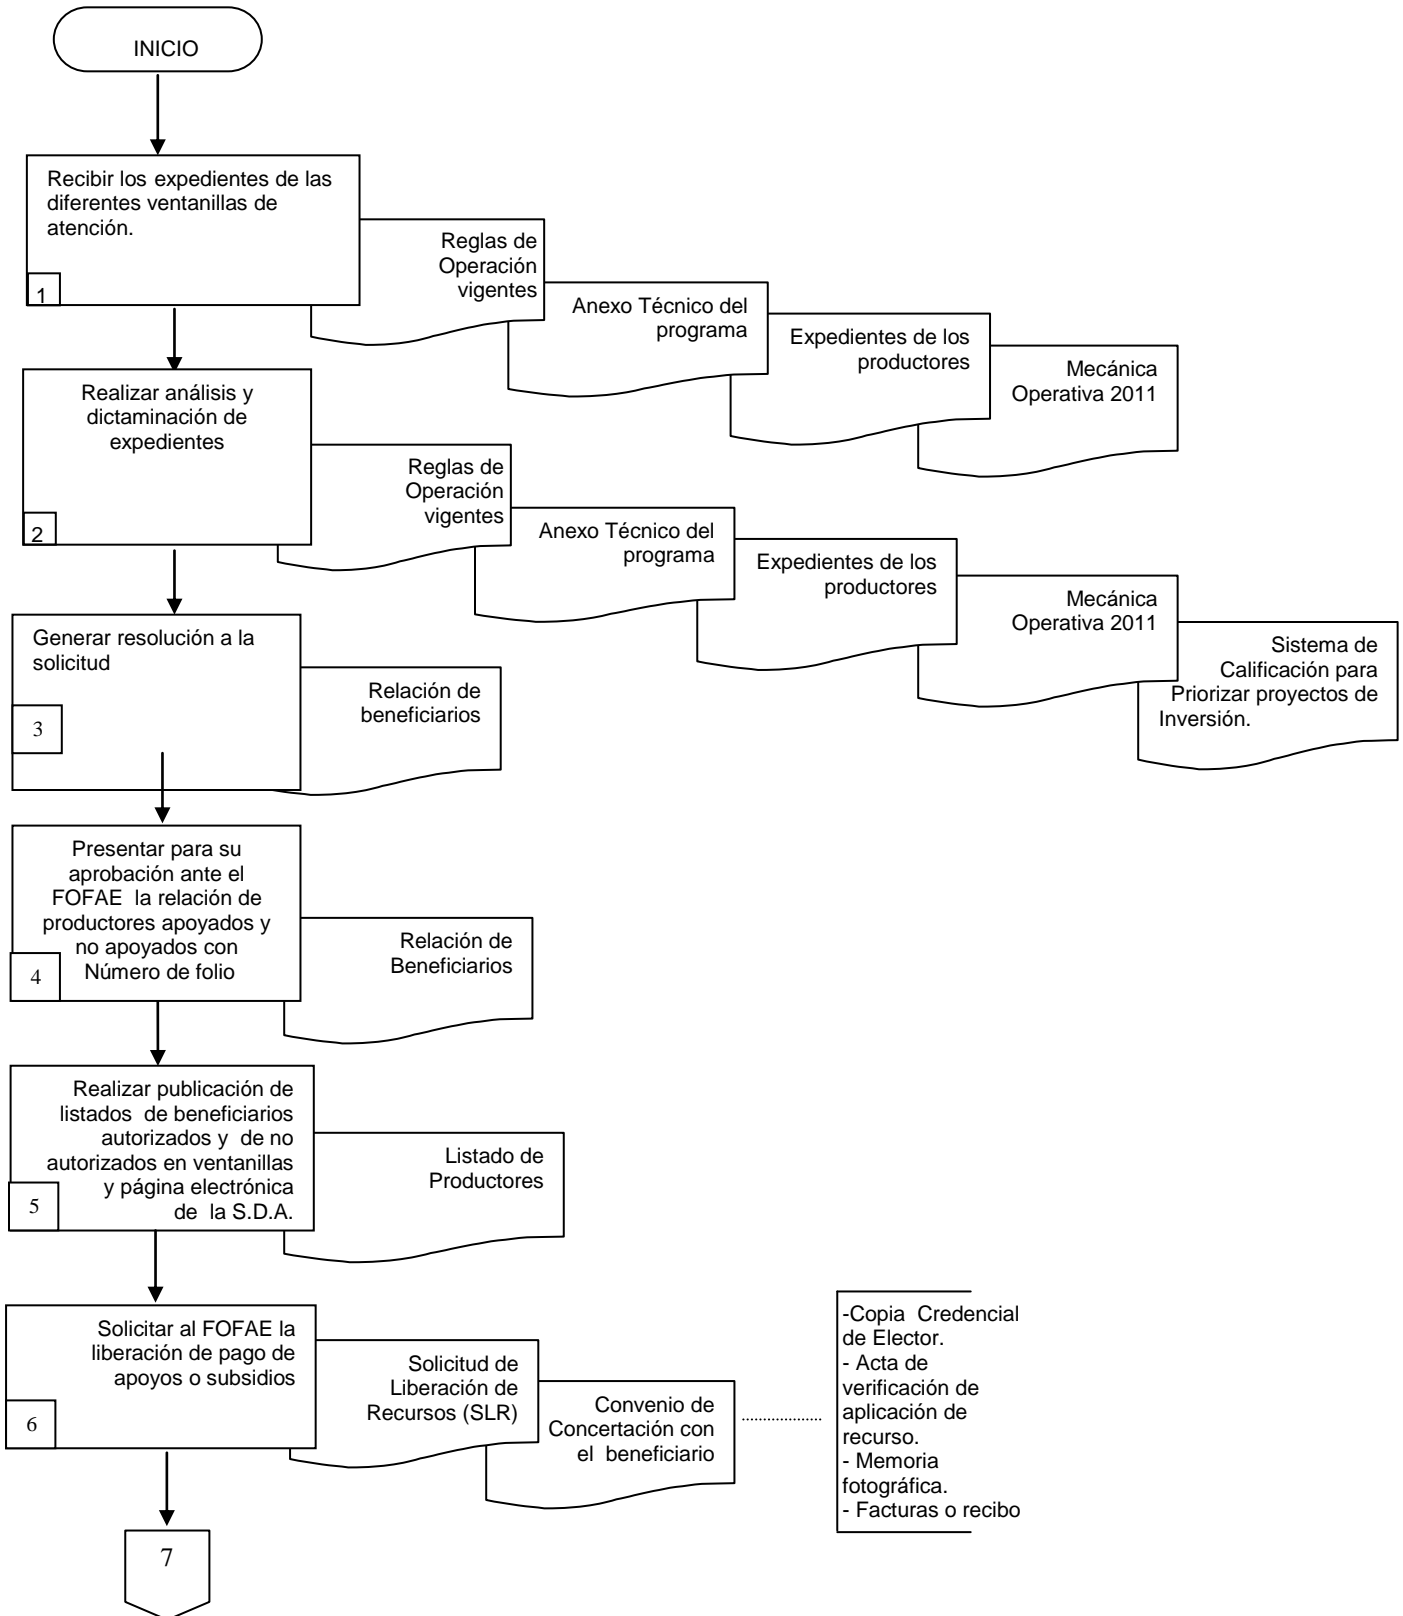 INICIO
Recibir los expedientes de las
diferentes ventanillas de
atención.
1
Reglas de
Operación
vigentes
Anexo Técnico del
programa
Expedientes de los
productores
Mecánica
Operativa 2011
Realizar análisis y
dictaminación de
expedientes
2
Reglas de
Operación
vigentes
Anexo Técnico del
programa
Expedientes de los
productores
Mecánica
Operativa 2011
Sistema de
Calificación para
Priorizar proyectos de
Inversión.
Generar resolución a la
solicitud
3
Relación de
beneficiarios
Presentar para su
aprobación ante el
FOFAE  la relación de
productores apoyados y
no apoyados con
Número de folio
4
Relación de
Beneficiarios
Realizar publicación de
listados  de beneficiarios
autorizados y  de no
autorizados en ventanillas
y página electrónica
de  la S.D.A.
5
Listado de
Productores
Solicitar al FOFAE la
liberación de pago de
apoyos o subsidios
6
Solicitud de
Liberación de
Recursos (SLR)
Convenio de
Concertación con
el  beneficiario
-Copia  Credencial
de Elector.
- Acta de
verificación de
aplicación de
recurso.
- Memoria
fotográfica.
- Facturas o recibo
7